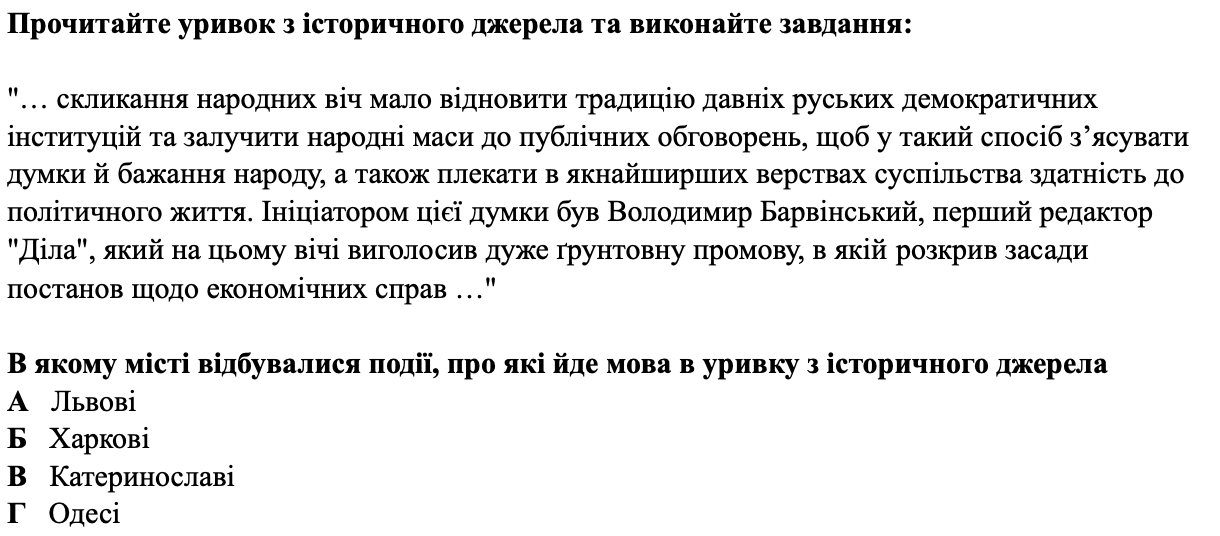 Прочитайте уривок з історичного джерела та виконайте завдання:
"… скликання народних віч мало відновити традицію давніх руських демократичних
інституцій та залучити народні маси до публічних обговорень, щоб у такий спосіб з’ясувати
думки й бажання народу, а також плекати в якнайширших верствах суспільства здатність до
політичного життя. Ініціатором цієї думки був Володимир Барвінський, перший редактор
"Діла", який на цьому вічі виголосив дуже ґрунтовну промову, в якій розкрив засади
постанов щодо економічних справ …"
В якому місті відбувалися події, про які йде мова в уривку з історичного джерела
А Львові
Б Харкові
В Катеринославі
Г Одесі